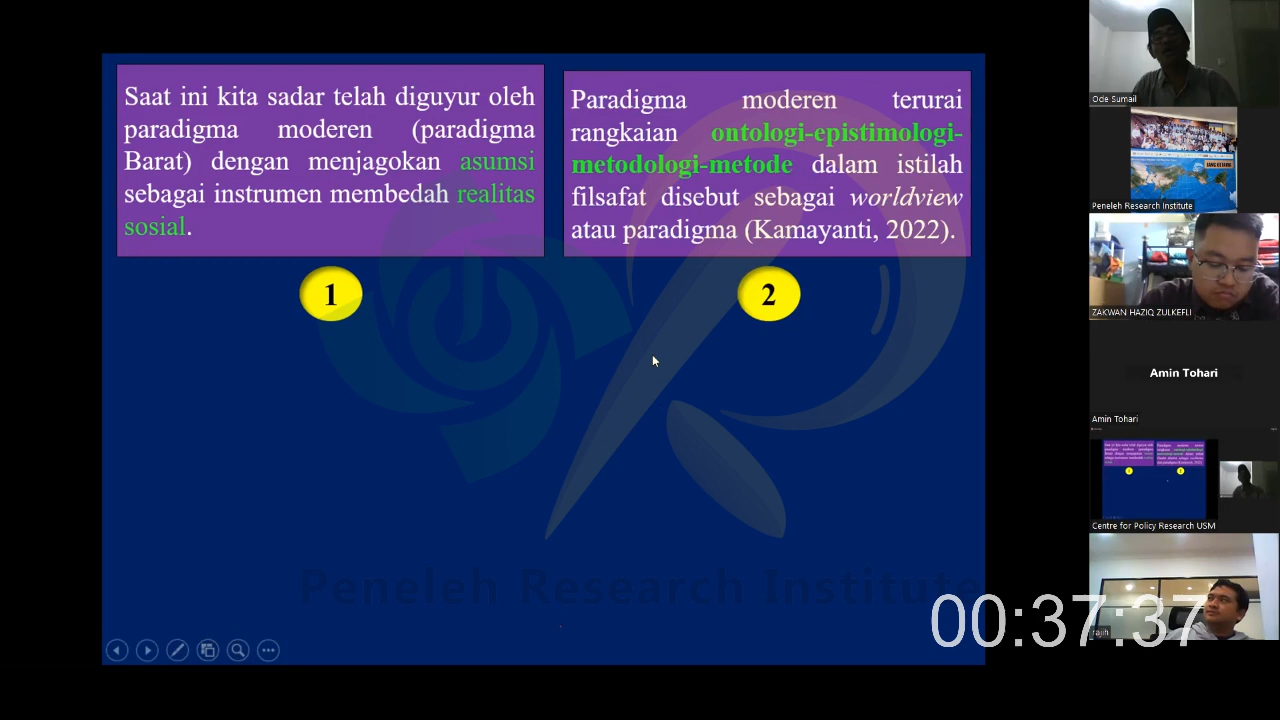 Saat ini kita sadar telah diguyur oleh
paradigma moderen (paradigma
Barat) dengan menjagokan asumsi
sebagai instrumen membedah realitas
sosial.
1
Paradigma moderen terurai
rangkaian ontologi-epistimologi-
metodologi-metode dalam istilah
filsafat disebut sebagai worldview
atau paradigma (Kamayanti, 2022).
2
Peneleh Research Institute
Ode Sumail
Peneleh Research Institute
ZAKWAN HAZIQ ZULKEFLI
Amin Tohari
Amin Tohari
Centre for Policy Research USM
rajih
00:37:37